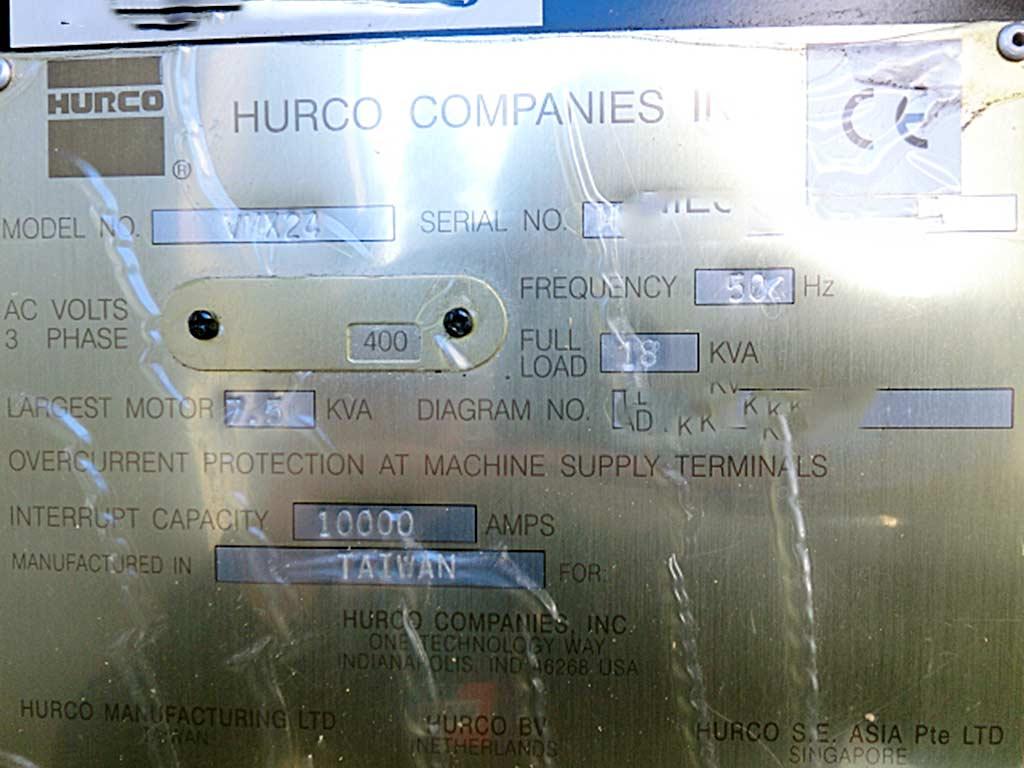 HURCO
®
HURCO COMPANIES
CE
MODEL NO.
SERIAL NO.
AC VOLTS
3 PHASE
400
FREQUENCY 50 Hz
FULL
LOAD 18 KVA
LARGEST MOTOR 7.5 KVA
DIAGRAM NO.
OVERCURRENT PROTECTION AT MACHINE SUPPLY TERMINALS
INTERRUPT CAPACITY 10000 AMPS
MANUFACTURED IN TAIWAN FOR:
HURCO COMPANIES, INC.
ONE TECHNOLOGY WAY
INDIANAPOLIS, IND 46268 USA
HURCO MANUFACTURING LTD
TAIWAN
HURCO BV
NETHERLANDS
HURCO S.E. ASIA Pte LTD
SINGAPORE